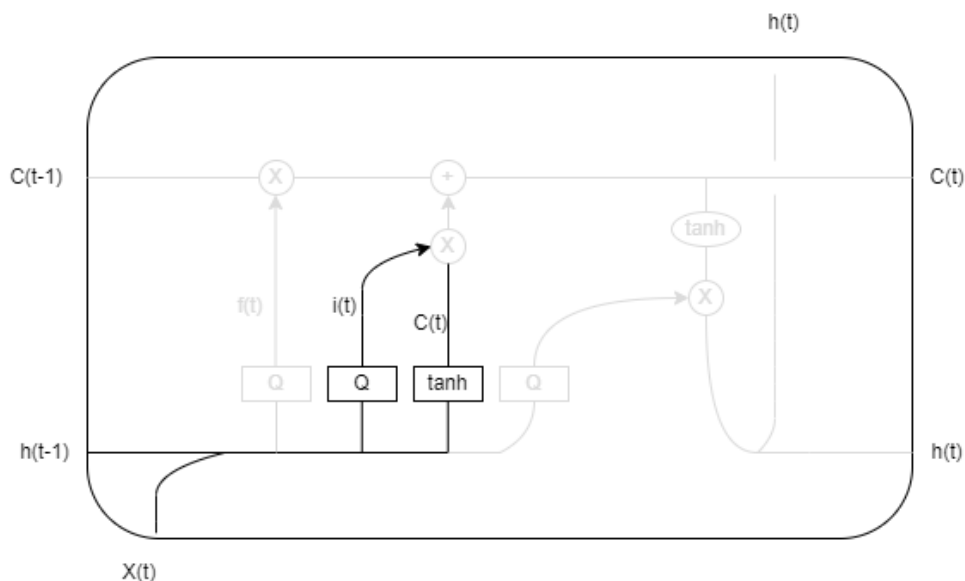 h(t)
C(t-1)
X
+
C(t)
tanh
X
f(t)
i(t)
C(t)
X
Q
Q
tanh
Q
h(t-1)
h(t)
X(t)